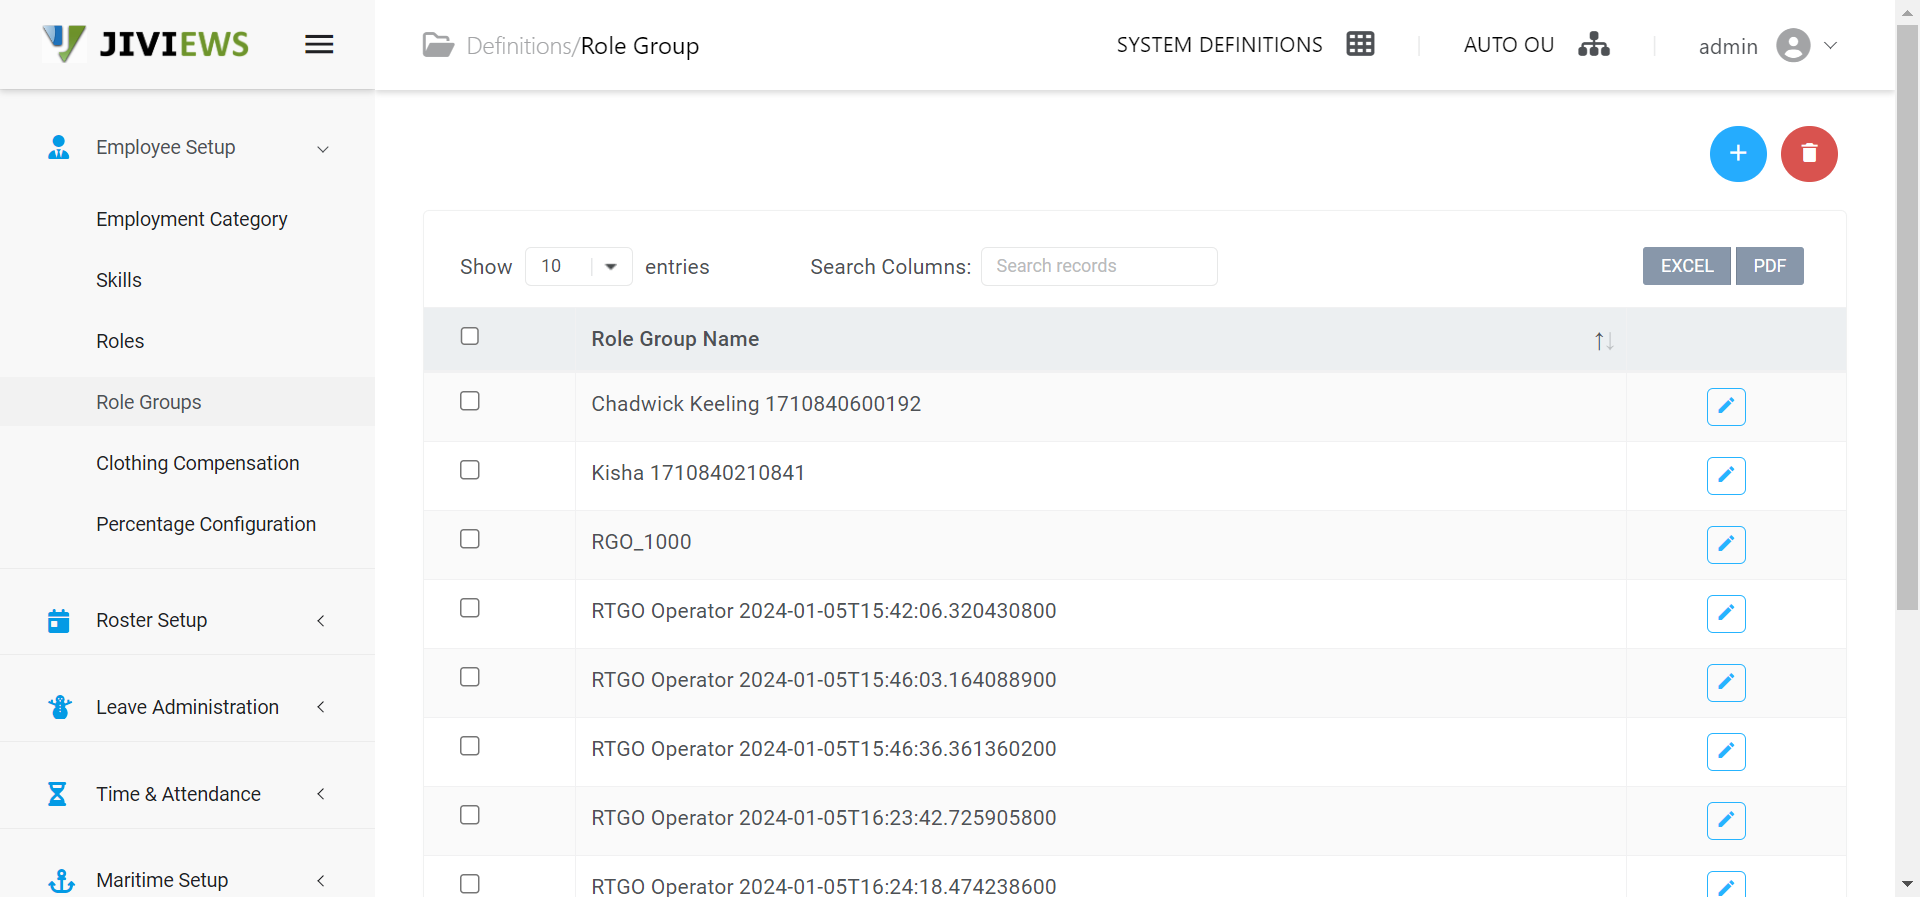 JIVIEWS
Definitions/Role Group
SYSTEM DEFINITIONS
AUTO OU
admin
Employee Setup
Employment Category
Skills
Roles
Role Groups
Clothing Compensation
Percentage Configuration
Roster Setup
Leave Administration
Time & Attendance
Maritime Setup
Show 10 entries
Search Columns: Search records
EXCEL PDF
Role Group Name
Chadwick Keeling 1710840600192
Kisha 1710840210841
RGO_1000
RTGO Operator 2024-01-05T15:42:06.320430800
RTGO Operator 2024-01-05T15:46:03.164088900
RTGO Operator 2024-01-05T15:46:36.361360200
RTGO Operator 2024-01-05T16:23:42.725905800
RTGO Operator 2024-01-05T16:24:18.474238600